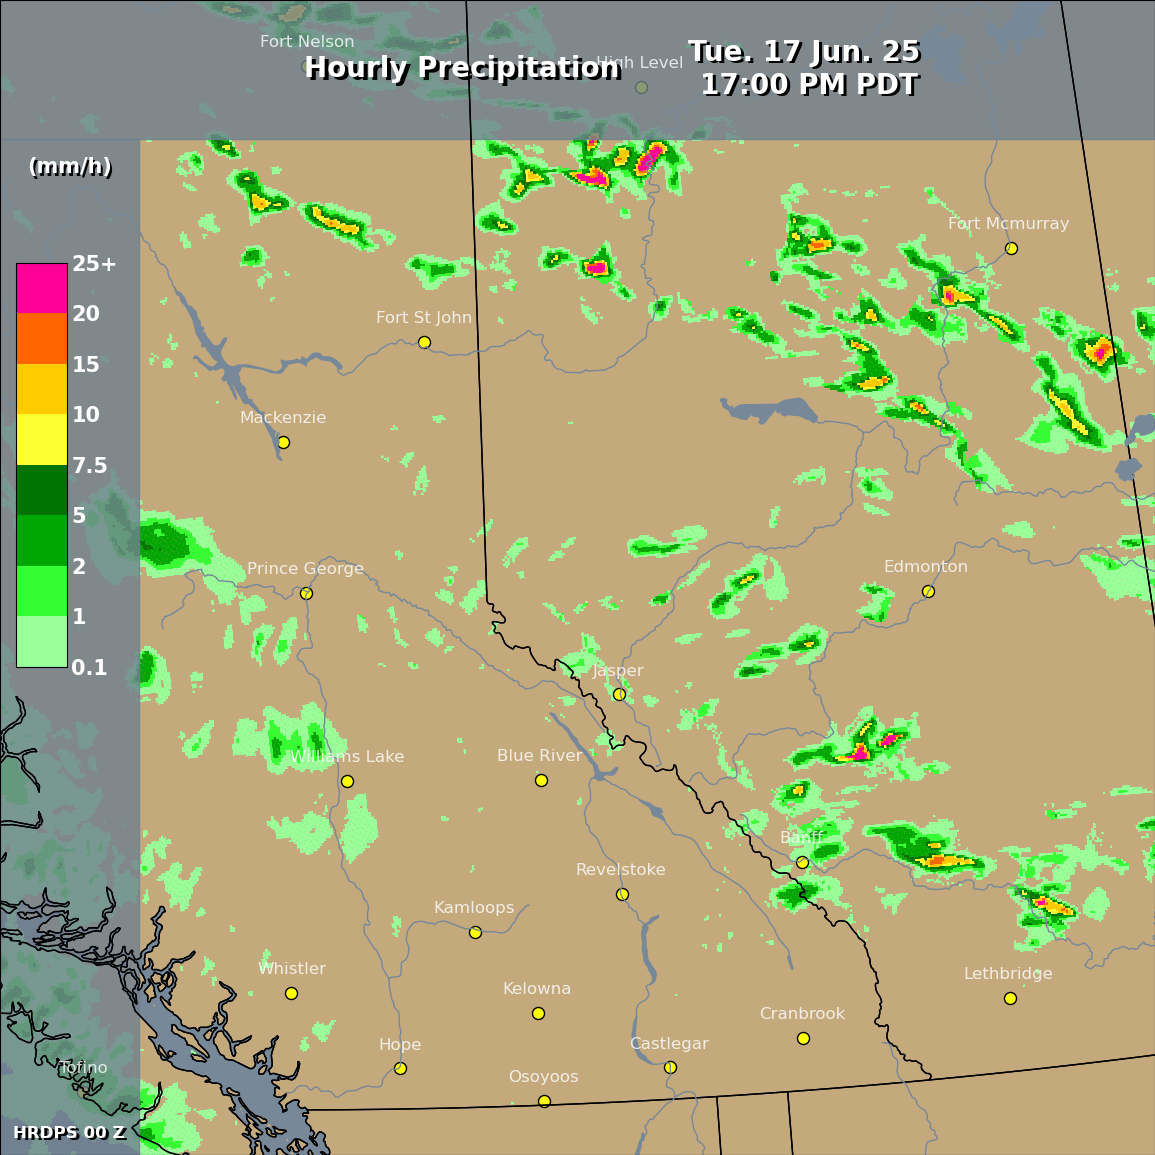 Fort Nelson
Hourly Precipitation
High Level
Tue. 17 Jun. 25
17:00 PM PDT
(mm/h)
25+
20
15
10
7.5
5
2
1
0.1
Fort Mcmurray
Fort St John
Mackenzie
Prince George
Edmonton
Jasper
Williams Lake
Blue River
Banff
Revelstoke
Kamloops
Whistler
Lethbridge
Kelowna
Cranbrook
Hope
Castlegar
Tofino
Osoyoos
HRDPS 00 Z